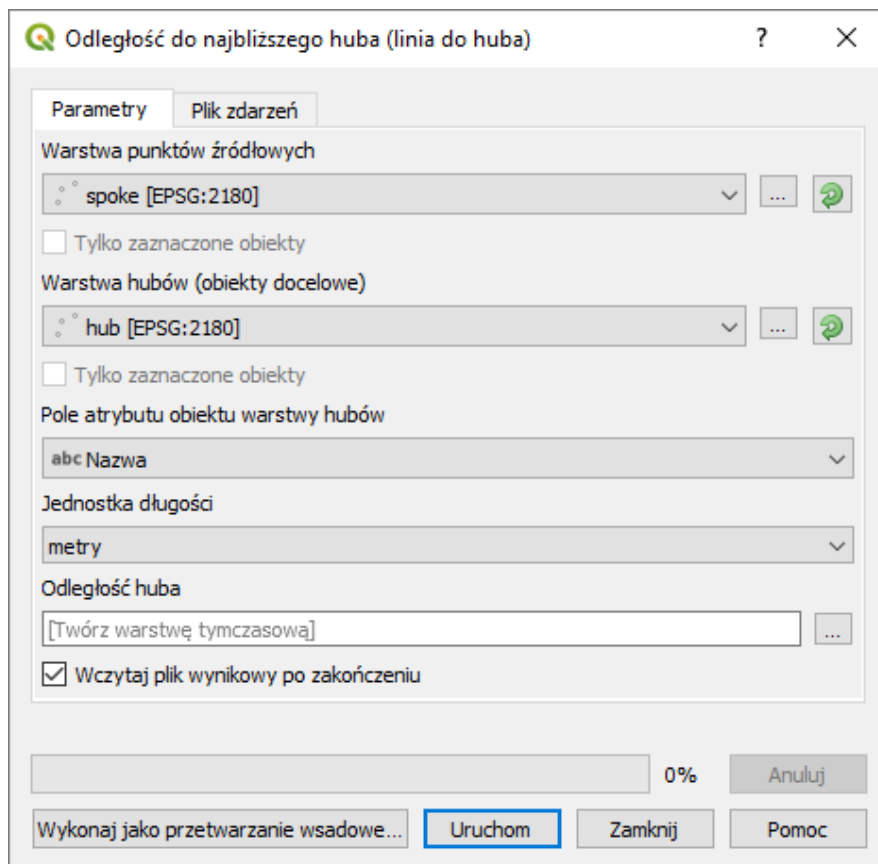 Odległość do najbliższego huba (linia do huba) ?
Parametry Plik zdarzeń
Warstwa punktów źródłowych
spoke [EPSG:2180] ...
Tylko zaznaczone obiekty
Warstwa hubów (obiekty docelowe)
hub [EPSG:2180] ...
Tylko zaznaczone obiekty
Pole atrybutu obiektu warstwy hubów
abc Nazwa
Jednostka długości
metry
Odległość huba
[Twórz warstwę tymczasową] ...
Wczytaj plik wynikowy po zakończeniu
0% Anuluj
Wykonaj jako przetwarzanie wsadowe... Uruchom Zamknij Pomoc